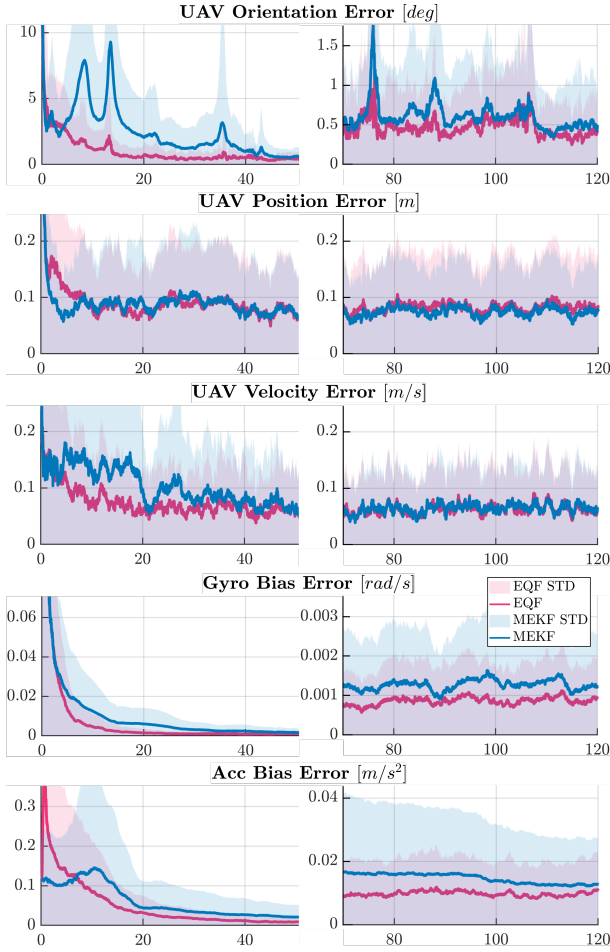 UAV Orientation Error [deg]
10
5
0
0 20 40
1.5
1
0.5
0
80 100 120
UAV Position Error [m]
0.2
0.1
0
0 20 40
0.2
0.1
0
80 100 120
UAV Velocity Error [m/s]
0.2
0.1
0
0 20 40
0.2
0.1
0
80 100 120
Gyro Bias Error [rad/s]
0.06
0.04
0.02
0
0 20 40
0.003
0.002
0.001
0
80 100 120
EQF STD
EQF
MEKF STD
MEKF
Acc Bias Error [m/s²]
0.3
0.2
0.1
0
0 20 40
0.04
0.02
0
80 100 120